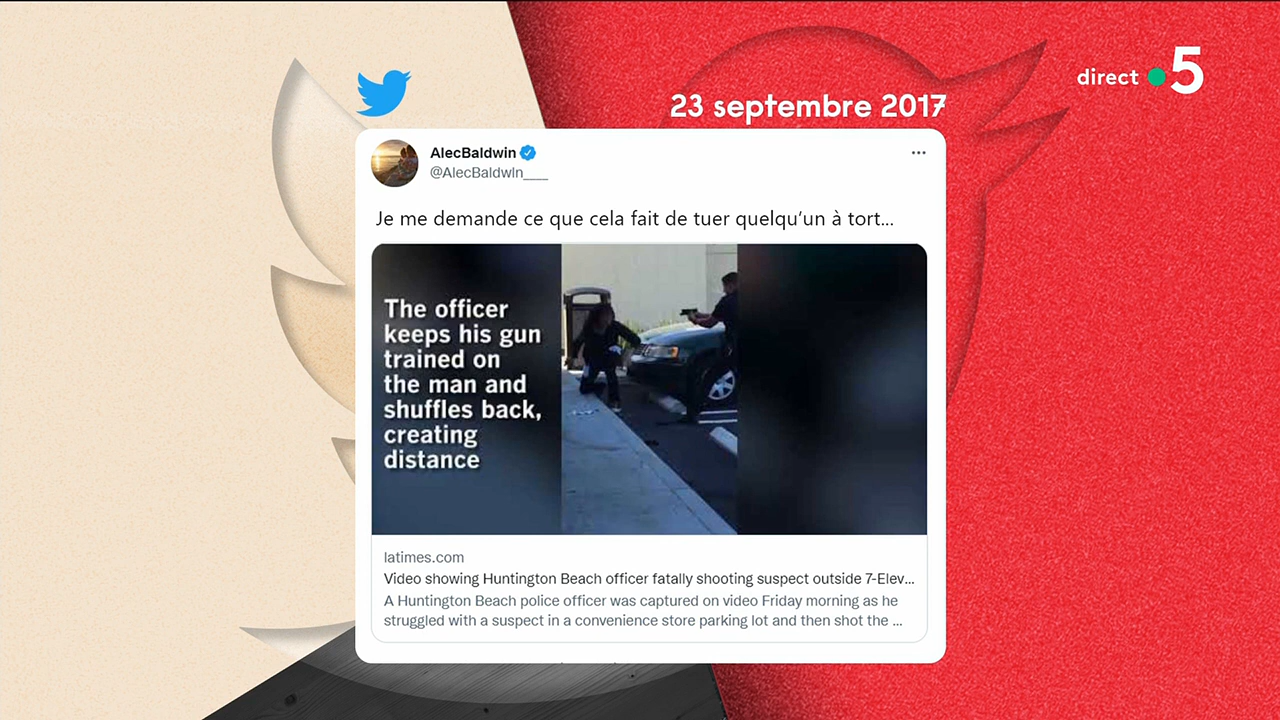 direct 5
23 septembre 2017
AlecBaldwin
@AlecBaldwln____
Je me demande ce que cela fait de tuer quelqu'un à tort...
The officer
keeps his gun
trained on
the man and
shuffles back,
creating
distance
latimes.com
Video showing Huntington Beach officer fatally shooting suspect outside 7-Elev...
A Huntington Beach police officer was captured on video Friday morning as he
struggled with a suspect in a convenience store parking lot and then shot the ...